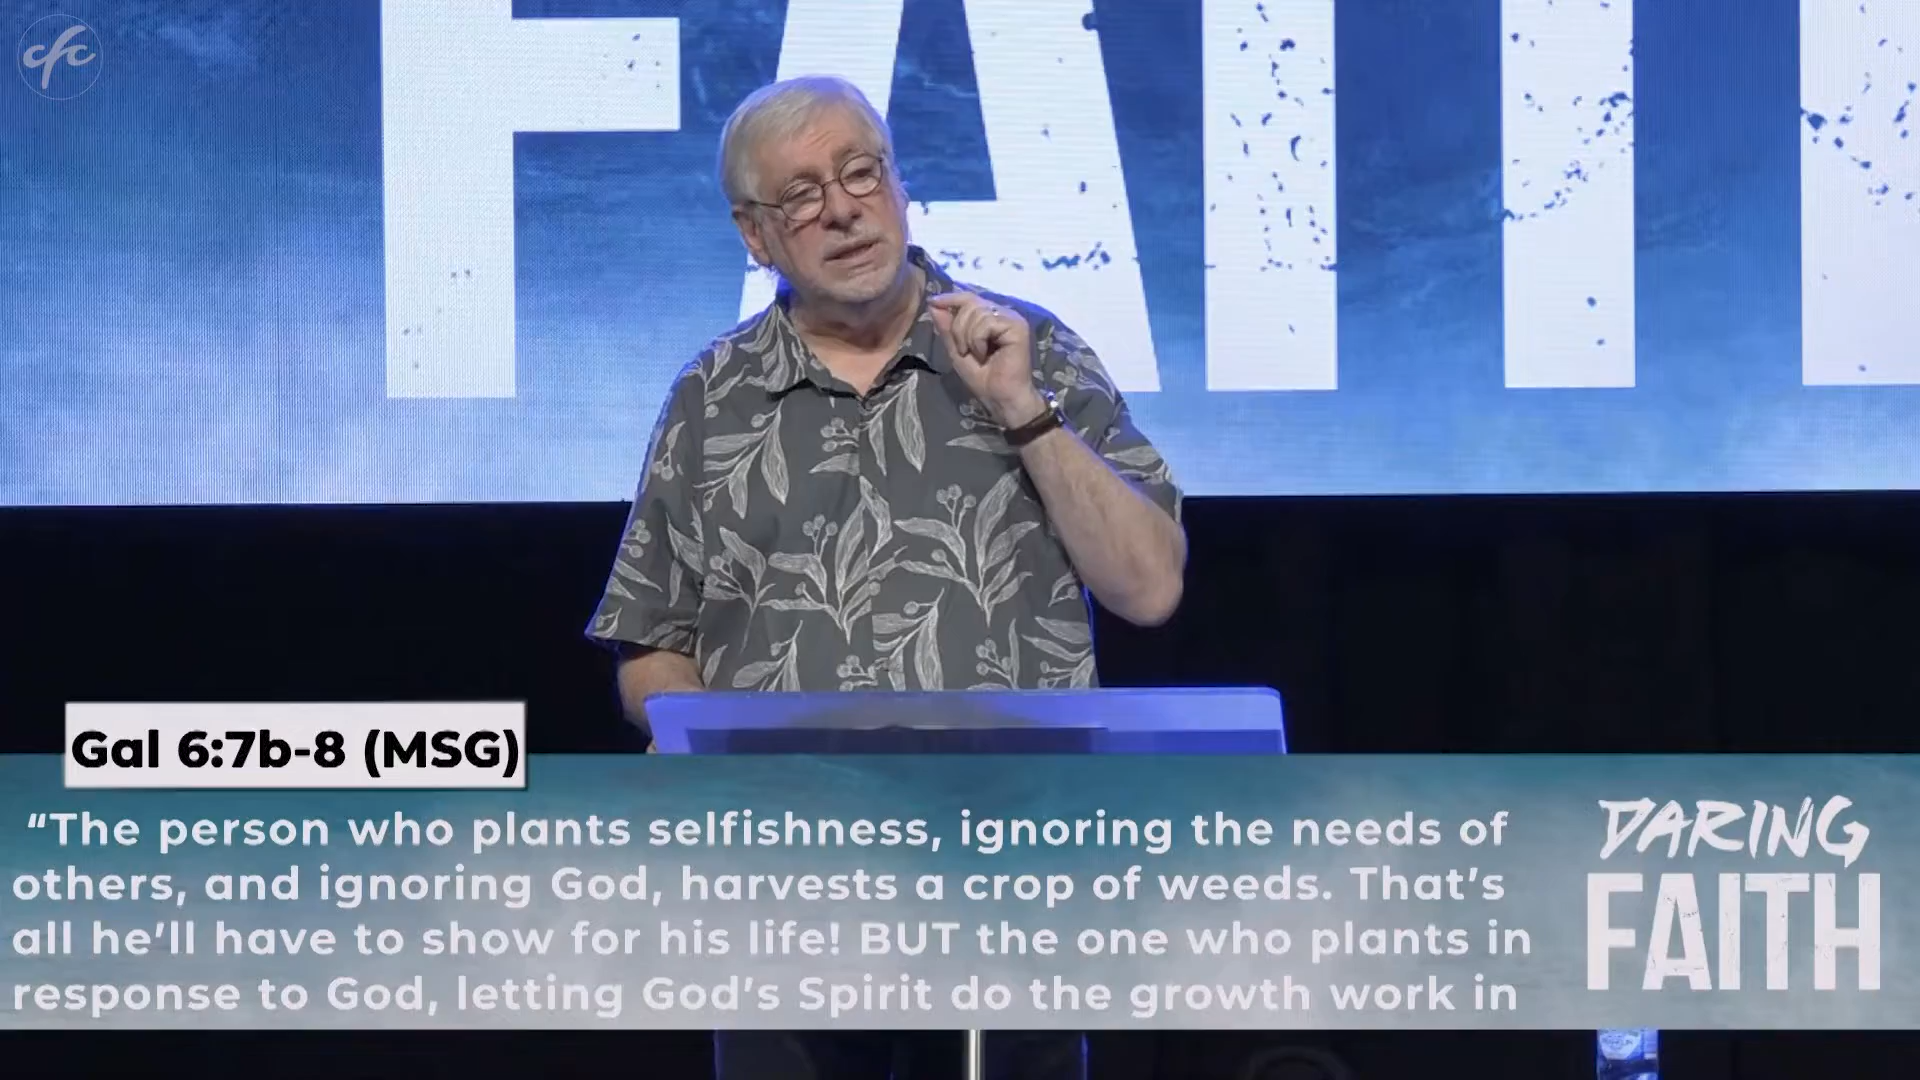 cfc
FAITH
Gal 6:7b-8 (MSG)
“The person who plants selfishness, ignoring the needs of
others, and ignoring God, harvests a crop of weeds. That’s
all he’ll have to show for his life! BUT the one who plants in
response to God, letting God’s Spirit do the growth work in
DARING
FAITH